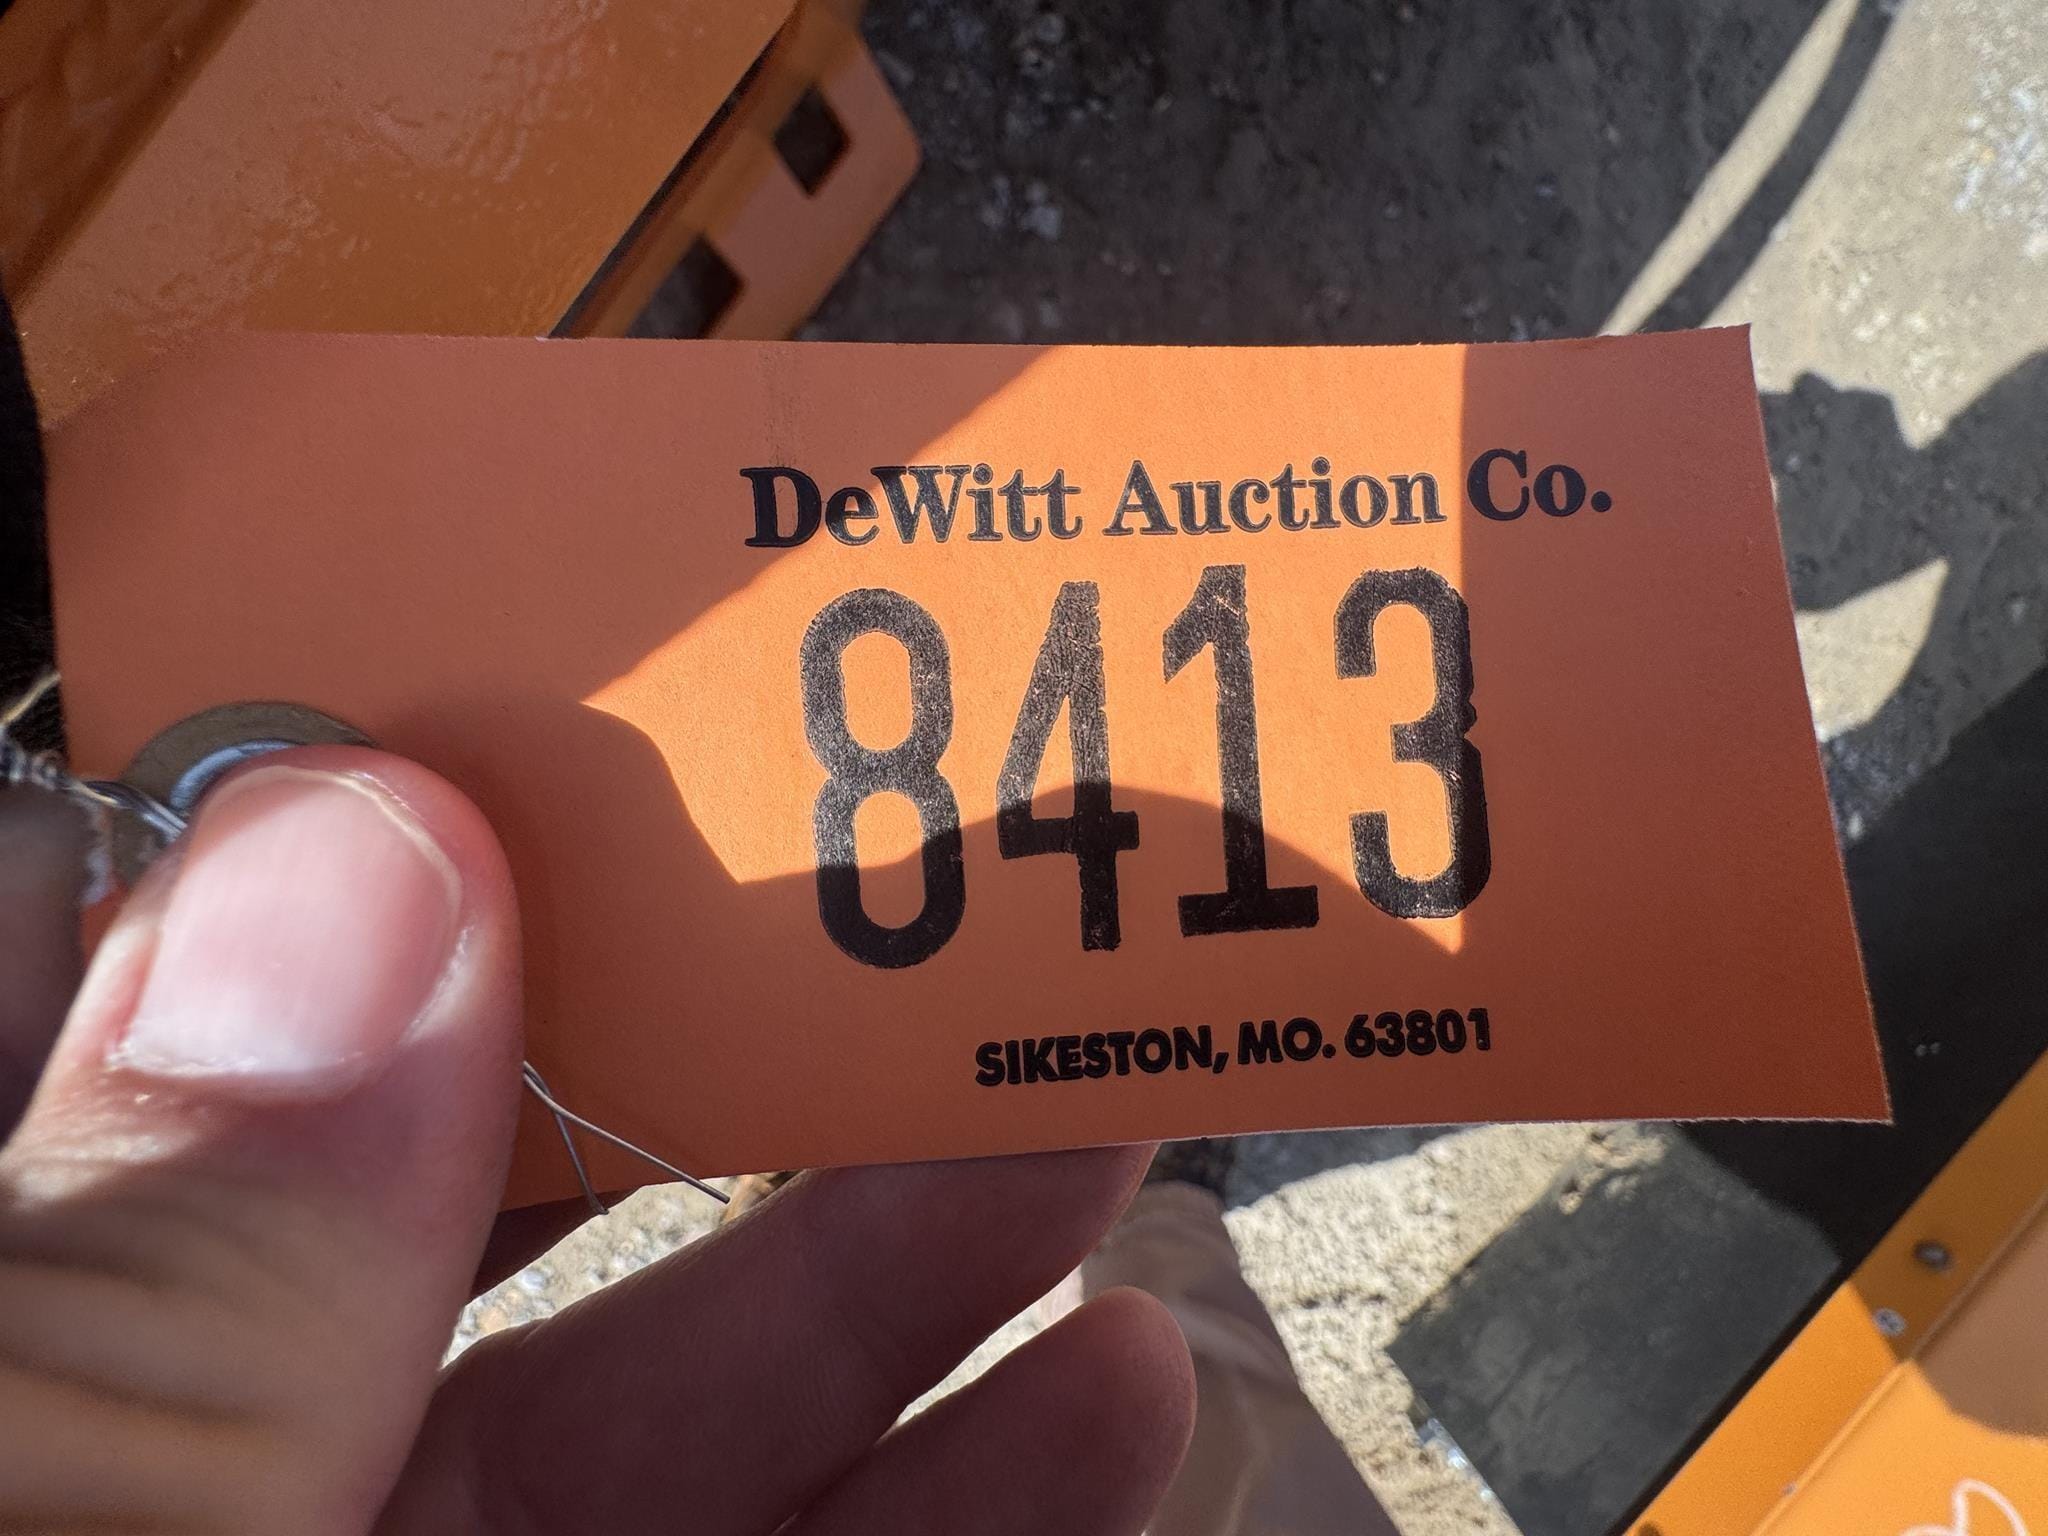 DeWitt Auction Co.
8413
SIKESTON, MO. 63801